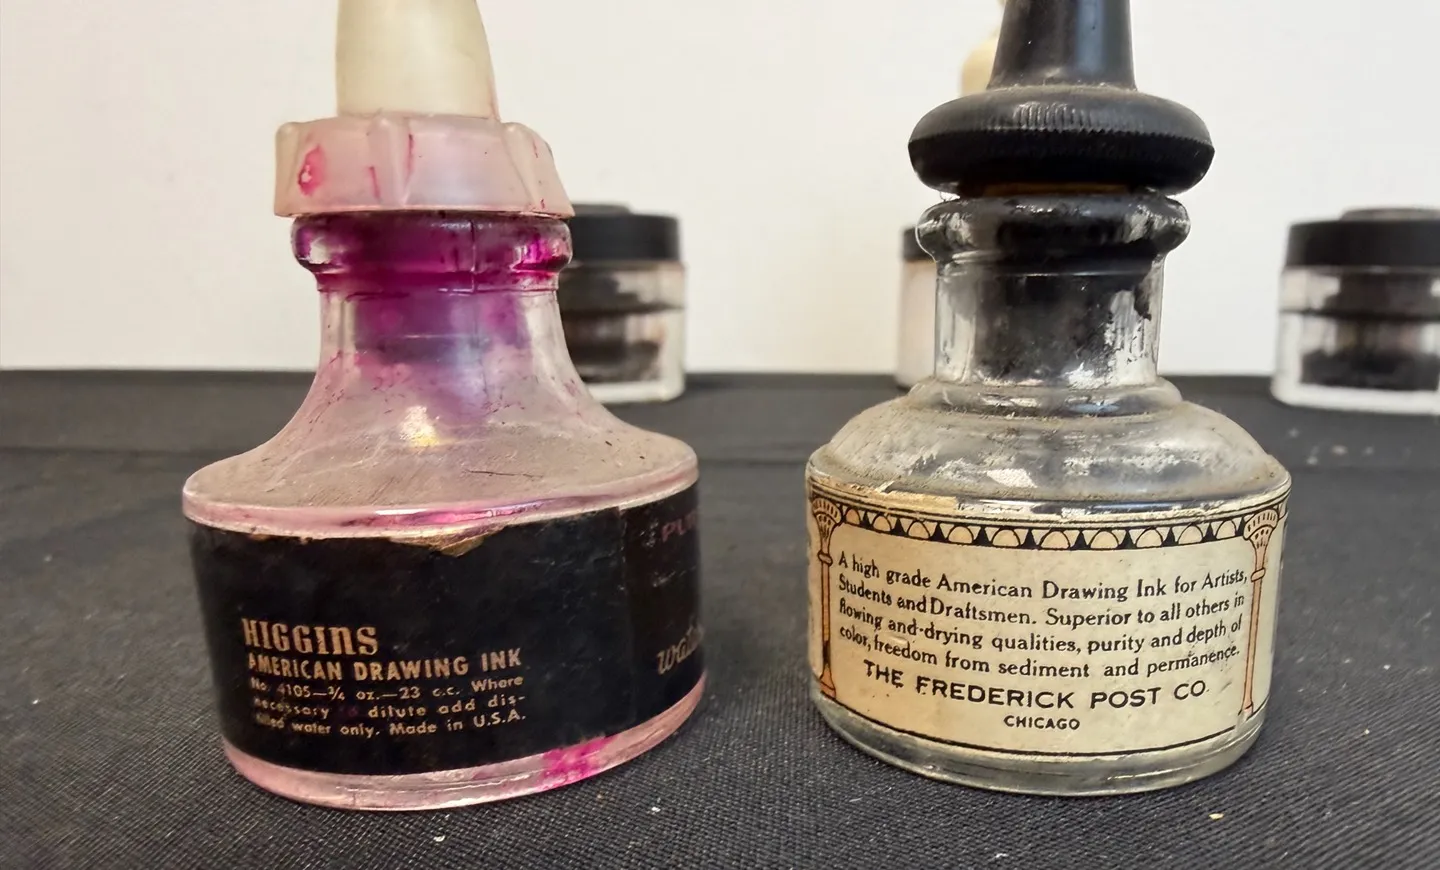 HIGGINS
AMERICAN DRAWING INK
No. 4105—¾ oz.—23 c.c. Where
necessary to dilute add dis-
tilled water only. Made in U.S.A.
A high grade American Drawing Ink for Artists,
Students and Draftsmen. Superior to all others in
flowing and drying qualities, purity and depth of
color, freedom from sediment and permanence.
THE FREDERICK POST CO.
CHICAGO